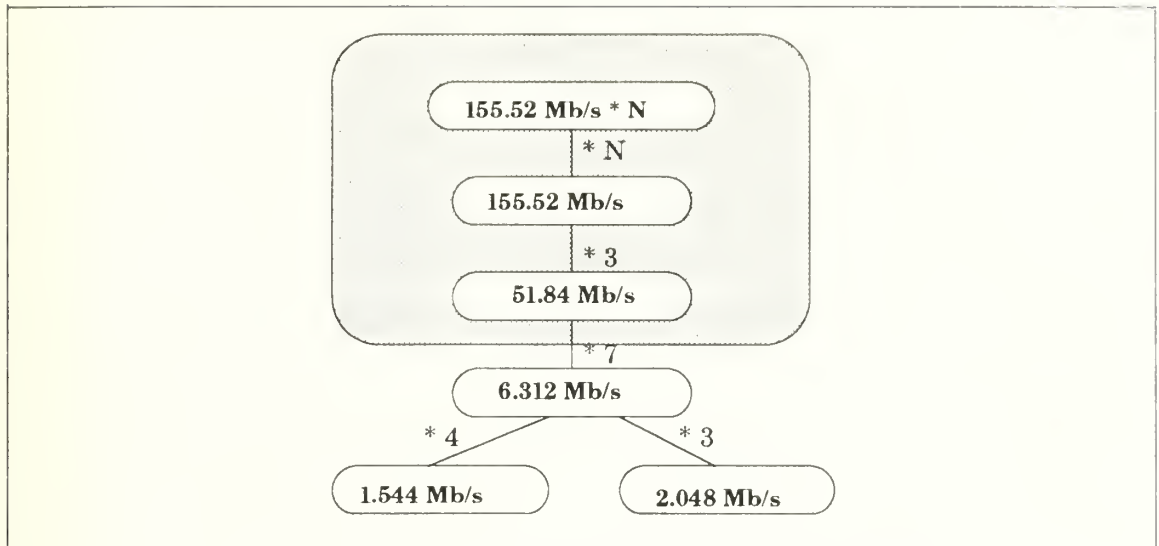 155.52 Mb/s * N
* N
155.52 Mb/s
* 3
51.84 Mb/s
* 7
6.312 Mb/s
* 4
* 3
1.544 Mb/s
2.048 Mb/s